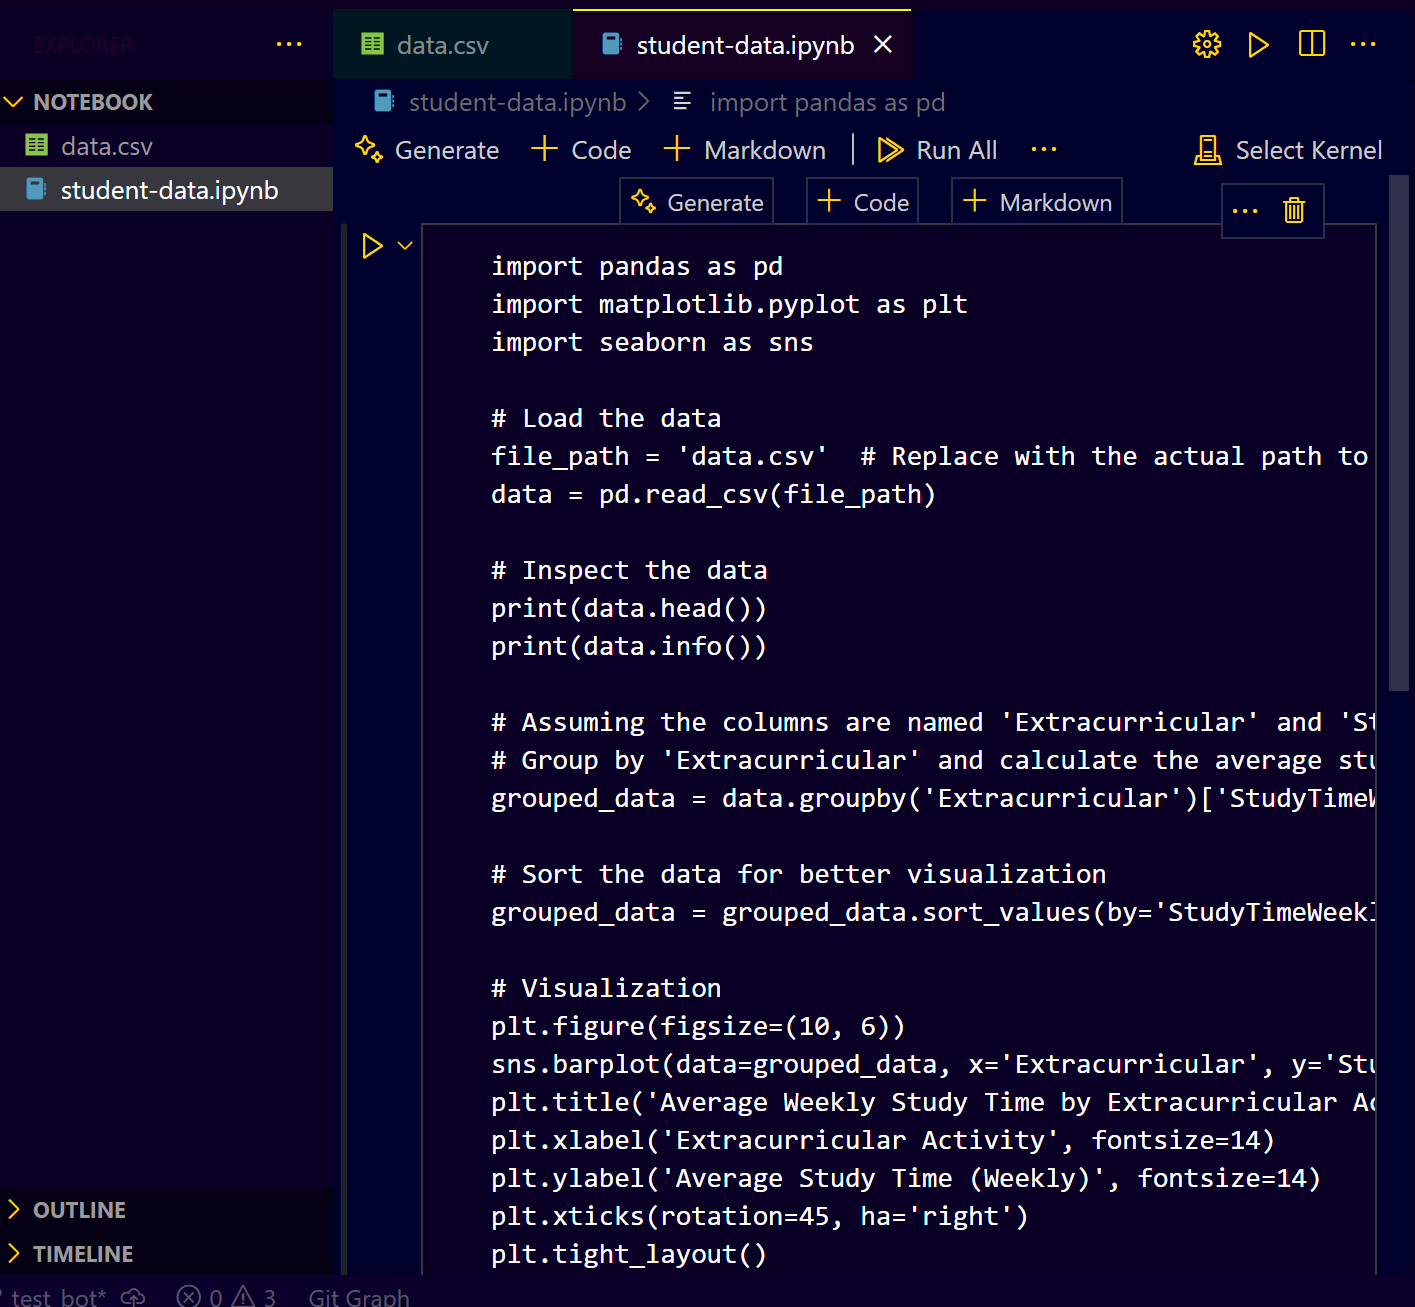 EXPLORER
data.csv
student-data.ipynb
NOTEBOOK
data.csv
student-data.ipynb
student-data.ipynb
import pandas as pd
Generate
Code
Markdown
Run All
Select Kernel
Generate
Code
Markdown
import pandas as pd
import matplotlib.pyplot as plt
import seaborn as sns
# Load the data
file_path = 'data.csv'  # Replace with the actual path to
data = pd.read_csv(file_path)
# Inspect the data
print(data.head())
print(data.info())
# Assuming the columns are named 'Extracurricular' and 'St
# Group by 'Extracurricular' and calculate the average stu
grouped_data = data.groupby('Extracurricular')['StudyTimeW
# Sort the data for better visualization
grouped_data = grouped_data.sort_values(by='StudyTimeWeekl
# Visualization
plt.figure(figsize=(10, 6))
sns.barplot(data=grouped_data, x='Extracurricular', y='Stu
plt.title('Average Weekly Study Time by Extracurricular Ac
plt.xlabel('Extracurricular Activity', fontsize=14)
plt.ylabel('Average Study Time (Weekly)', fontsize=14)
plt.xticks(rotation=45, ha='right')
plt.tight_layout()
OUTLINE
TIMELINE
test_bot*
0
3
Git Graph